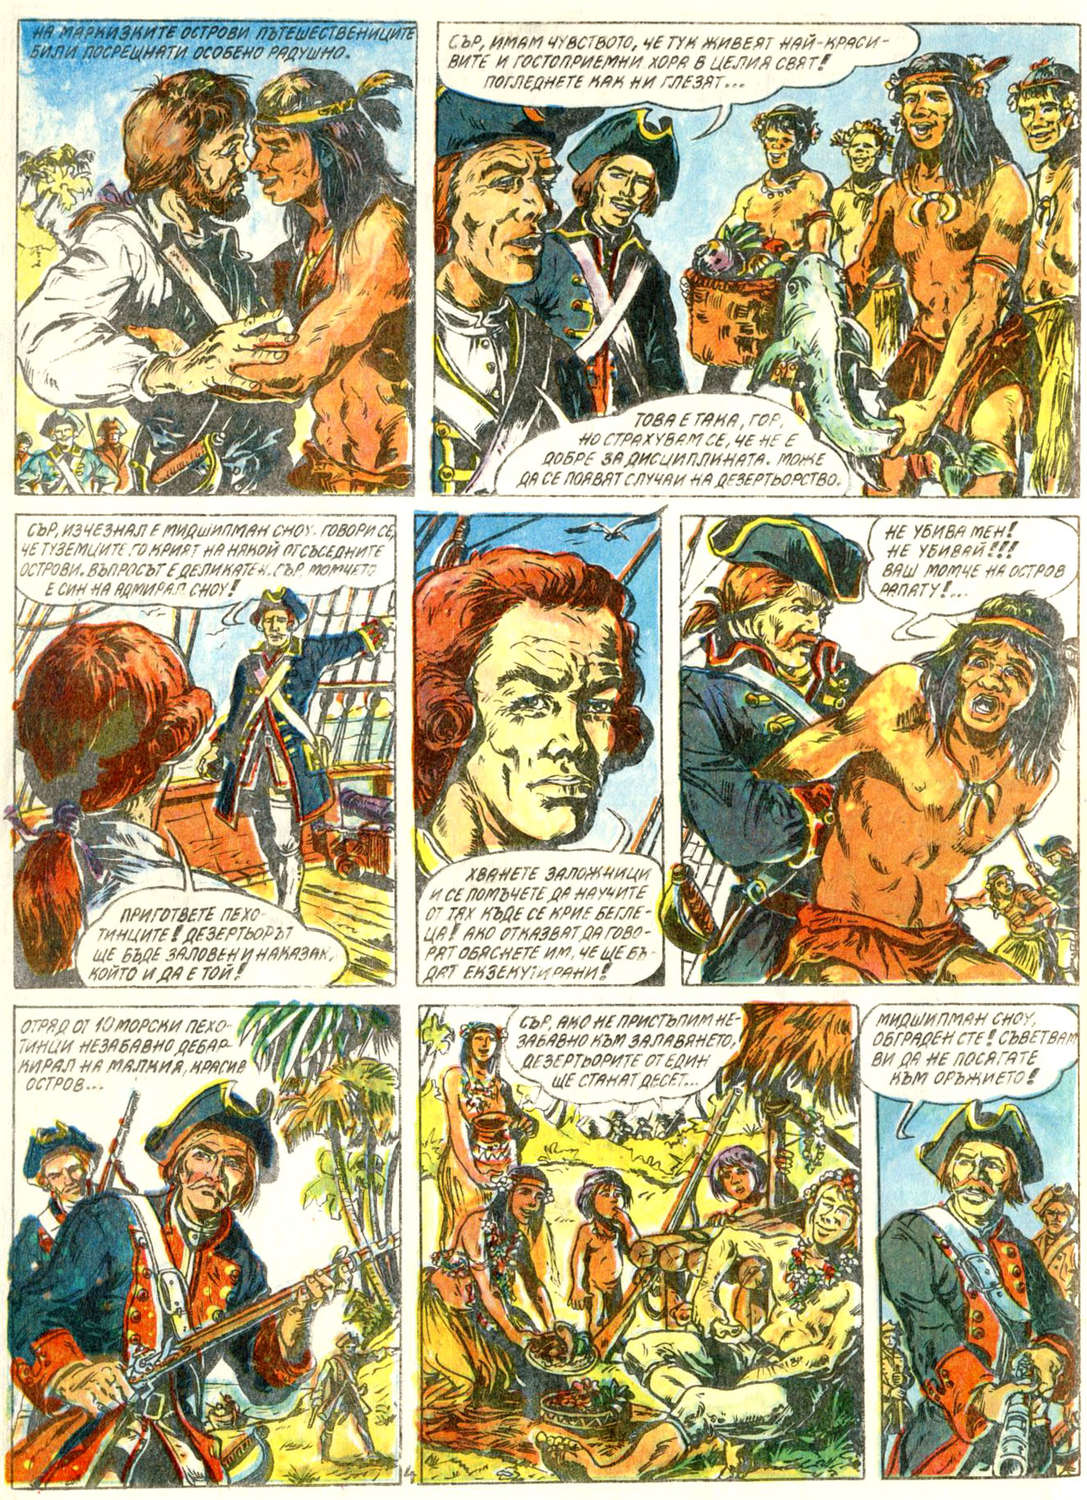 НА МАРКИЗКИТЕ ОСТРОВИ ПЪТЕШЕСТВЕНИЦИТЕ
БИЛИ ПОСРЕЩНАТИ ОСОБЕНО РАДУШНО.
СЪР, ИМАМ ЧУВСТВОТО, ЧЕ ТУК ЖИВЕЯТ НАЙ-КРАСИ-
ВИТЕ И ГОСТОПРИЕМНИ ХОРА В ЦЕЛИЯ СВЯТ!
ПОГЛЕДНЕТЕ КАК НИ ГЛЕЗЯТ...
ТОВА Е ТАКА, ГОР,
НО СТРАХУВАМ СЕ, ЧЕ НЕ Е
ДОБРЕ ЗА ДИСЦИПЛИНАТА. МОЖЕ
ДА СЕ ПОЯВЯТ СЛУЧАИ НА ДЕЗЕРТЬОРСТВО.
СЪР, ИЗЧЕЗНАЛ Е МИДШИПМАН СНОУ. ГОВОРИ СЕ,
ЧЕ ТУЗЕМЦИТЕ ГО КРИЯТ НА НЯКОЙ ОТ СЪСЕДНИТЕ
ОСТРОВИ. ВЪПРОСЪТ Е ДЕЛИКАТЕН. СЪР, МОМЧЕТО
Е СИН НА АДМИРАЛ СНОУ!
ПРИГОТВЕТЕ ПЕХО-
ТИНЦИТЕ! ДЕЗЕРТЬОРЪТ
ЩЕ БЪДЕ ЗАЛОВЕН И НАКАЗАН,
КОЙТО И ДА Е ТОЙ!
ХВАНЕТЕ ЗАЛОЖНИЦИ
И СЕ ПОМЪЧЕТЕ ДА НАУЧИТЕ
ОТ ТЯХ КЪДЕ СЕ КРИЕ БЕГЛЕ-
ЦА! АКО ОТКАЗВАТ ДА ГОВО-
РЯТ ОБЯСНЕТЕ ИМ, ЧЕ ЩЕ БЪ-
ДАТ ЕКЗЕКУТИРАНИ!
НЕ УБИВА МЕН!
НЕ УБИВАЙ!!!
ВАШ МОМЧЕ НА ОСТРОВ
РАПАТУ!...
ОТРЯД ОТ 10 МОРСКИ ПЕХО-
ТИНЦИ НЕЗАБАВНО ДЕБАР-
КИРАЛ НА МАЛКИЯ, КРАСИВ
ОСТРОВ...
СЪР, АКО НЕ ПРИСТЪПИМ НЕ-
ЗАБАВНО КЪМ ЗАЛАВЯНЕТО,
ДЕЗЕРТЬОРИТЕ ОТ ЕДИН
ЩЕ СТАНАТ ДЕСЕТ...
МИДШИПМАН СНОУ,
ОБГРАДЕН СТЕ! СЪВЕТВАМ
ВИ ДА НЕ ПОСЯГАТЕ
КЪМ ОРЪЖИЕТО!